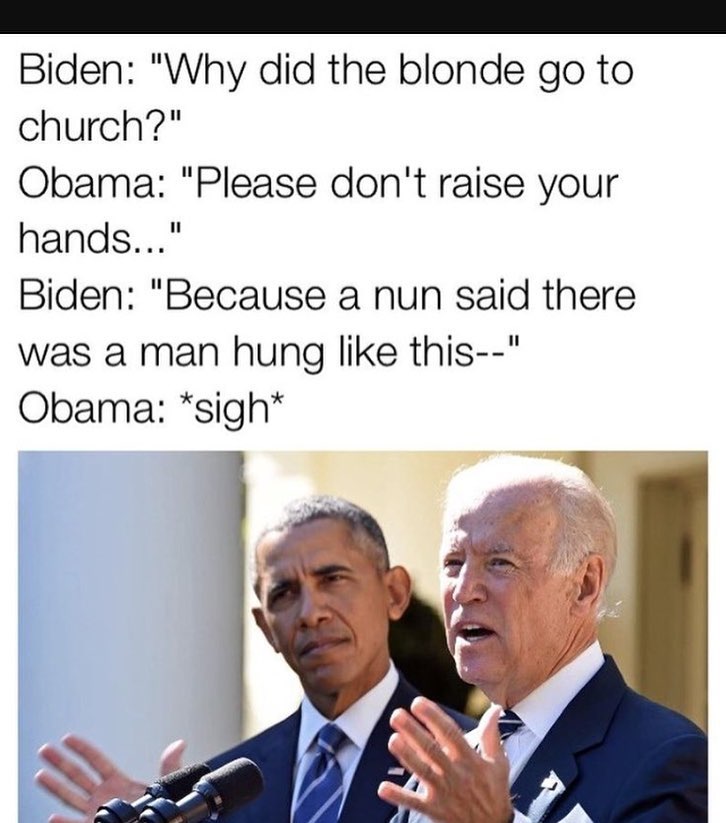 Biden: "Why did the blonde go to
church?"
Obama: "Please don't raise your
hands..."
Biden: "Because a nun said there
was a man hung like this--"
Obama: *sigh*